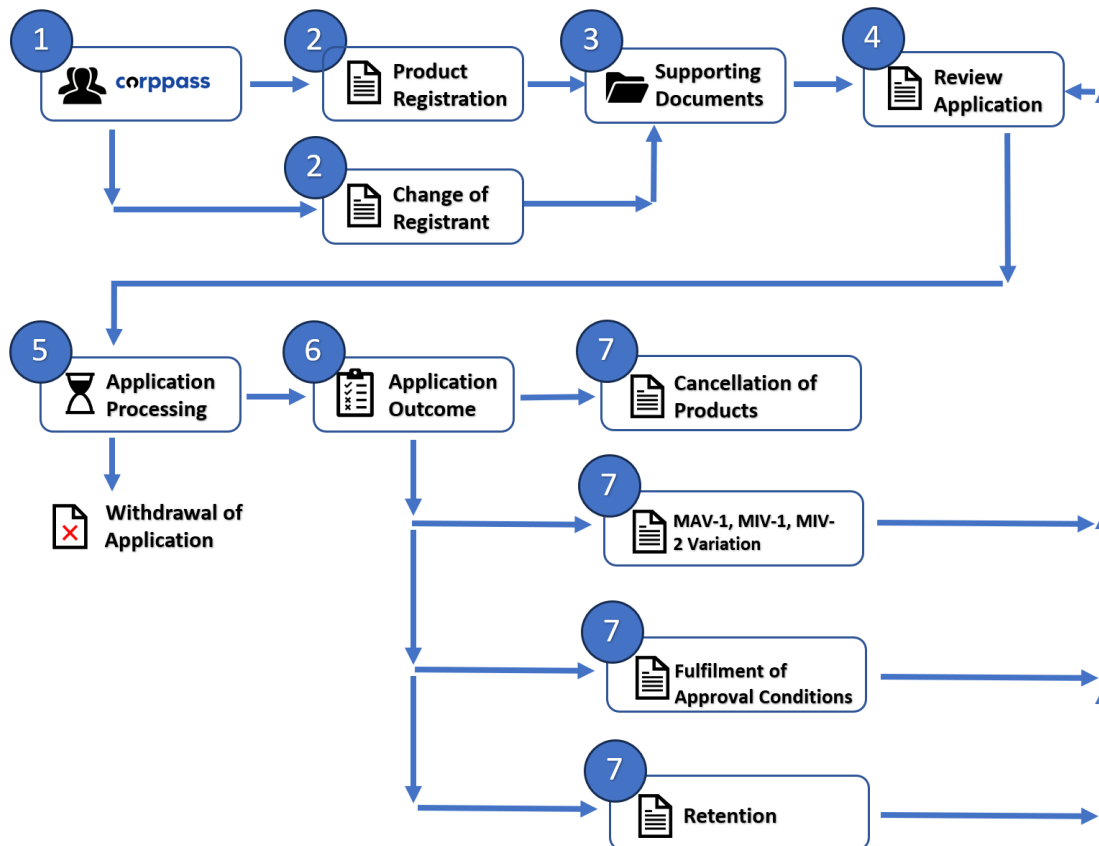 1
corppass
2
Product
Registration
3
Supporting
Documents
4
Review
Application
2
Change of
Registrant
5
Application
Processing
6
Application
Outcome
7
Cancellation of
Products
Withdrawal of
Application
7
MAV-1, MIV-1, MIV-
2 Variation
7
Fulfilment of
Approval Conditions
7
Retention